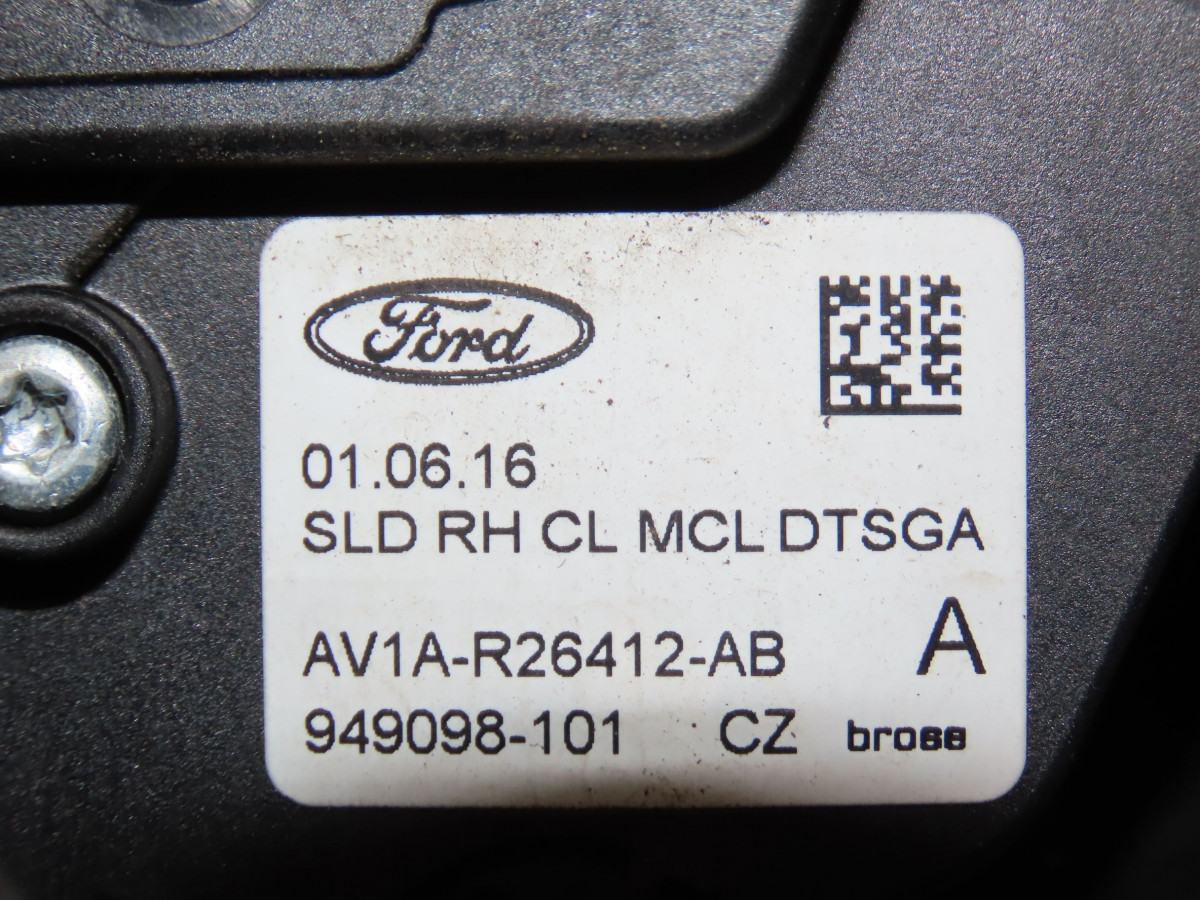 Ford
01.06.16
SLD RH CL MCL DTSGA
A
AV1A-R26412-AB
949098-101 CZ brose